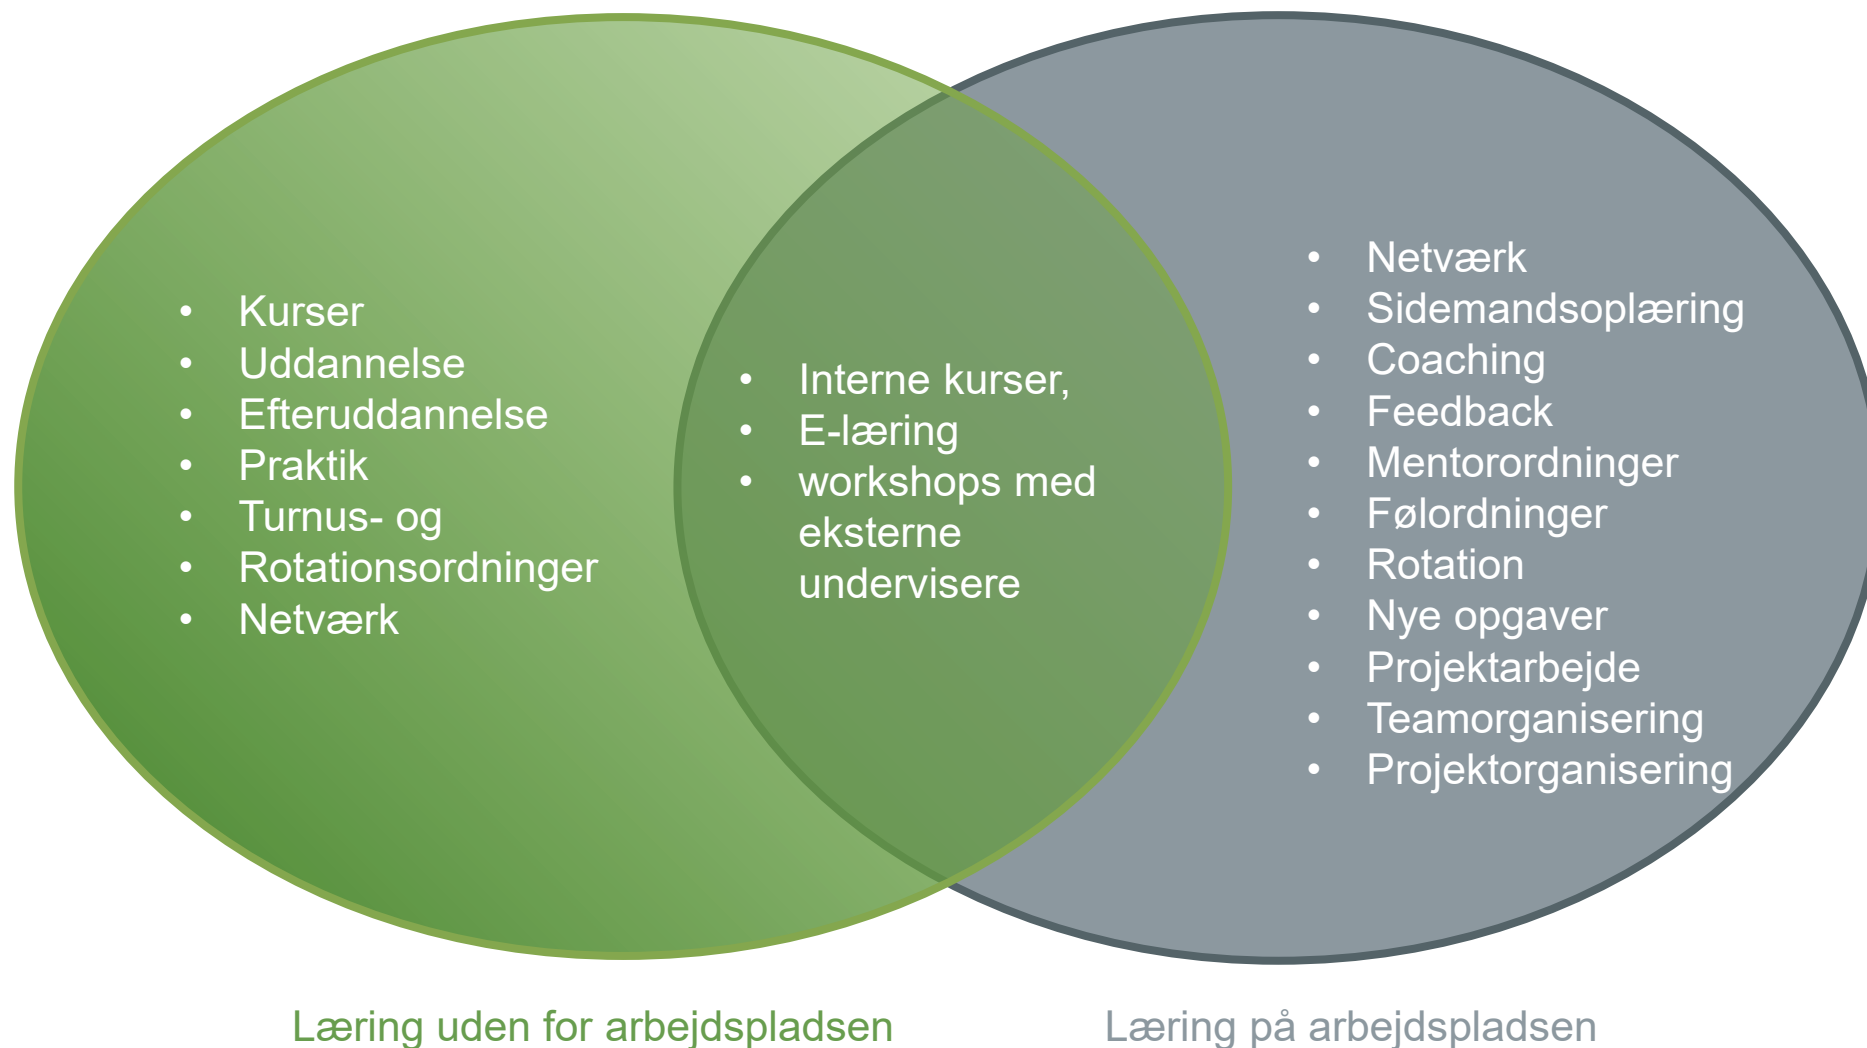 • Kurser
• Uddannelse
• Efteruddannelse
• Praktik
• Turnus- og
• Rotationsordninger
• Netværk
• Interne kurser,
• E-læring
• workshops med
eksterne
undervisere
• Netværk
• Sidemandsoplæring
• Coaching
• Feedback
• Mentorordninger
• Følordninger
• Rotation
• Nye opgaver
• Projektarbejde
• Teamorganisering
• Projektorganisering
Læring uden for arbejdspladsen
Læring på arbejdspladsen